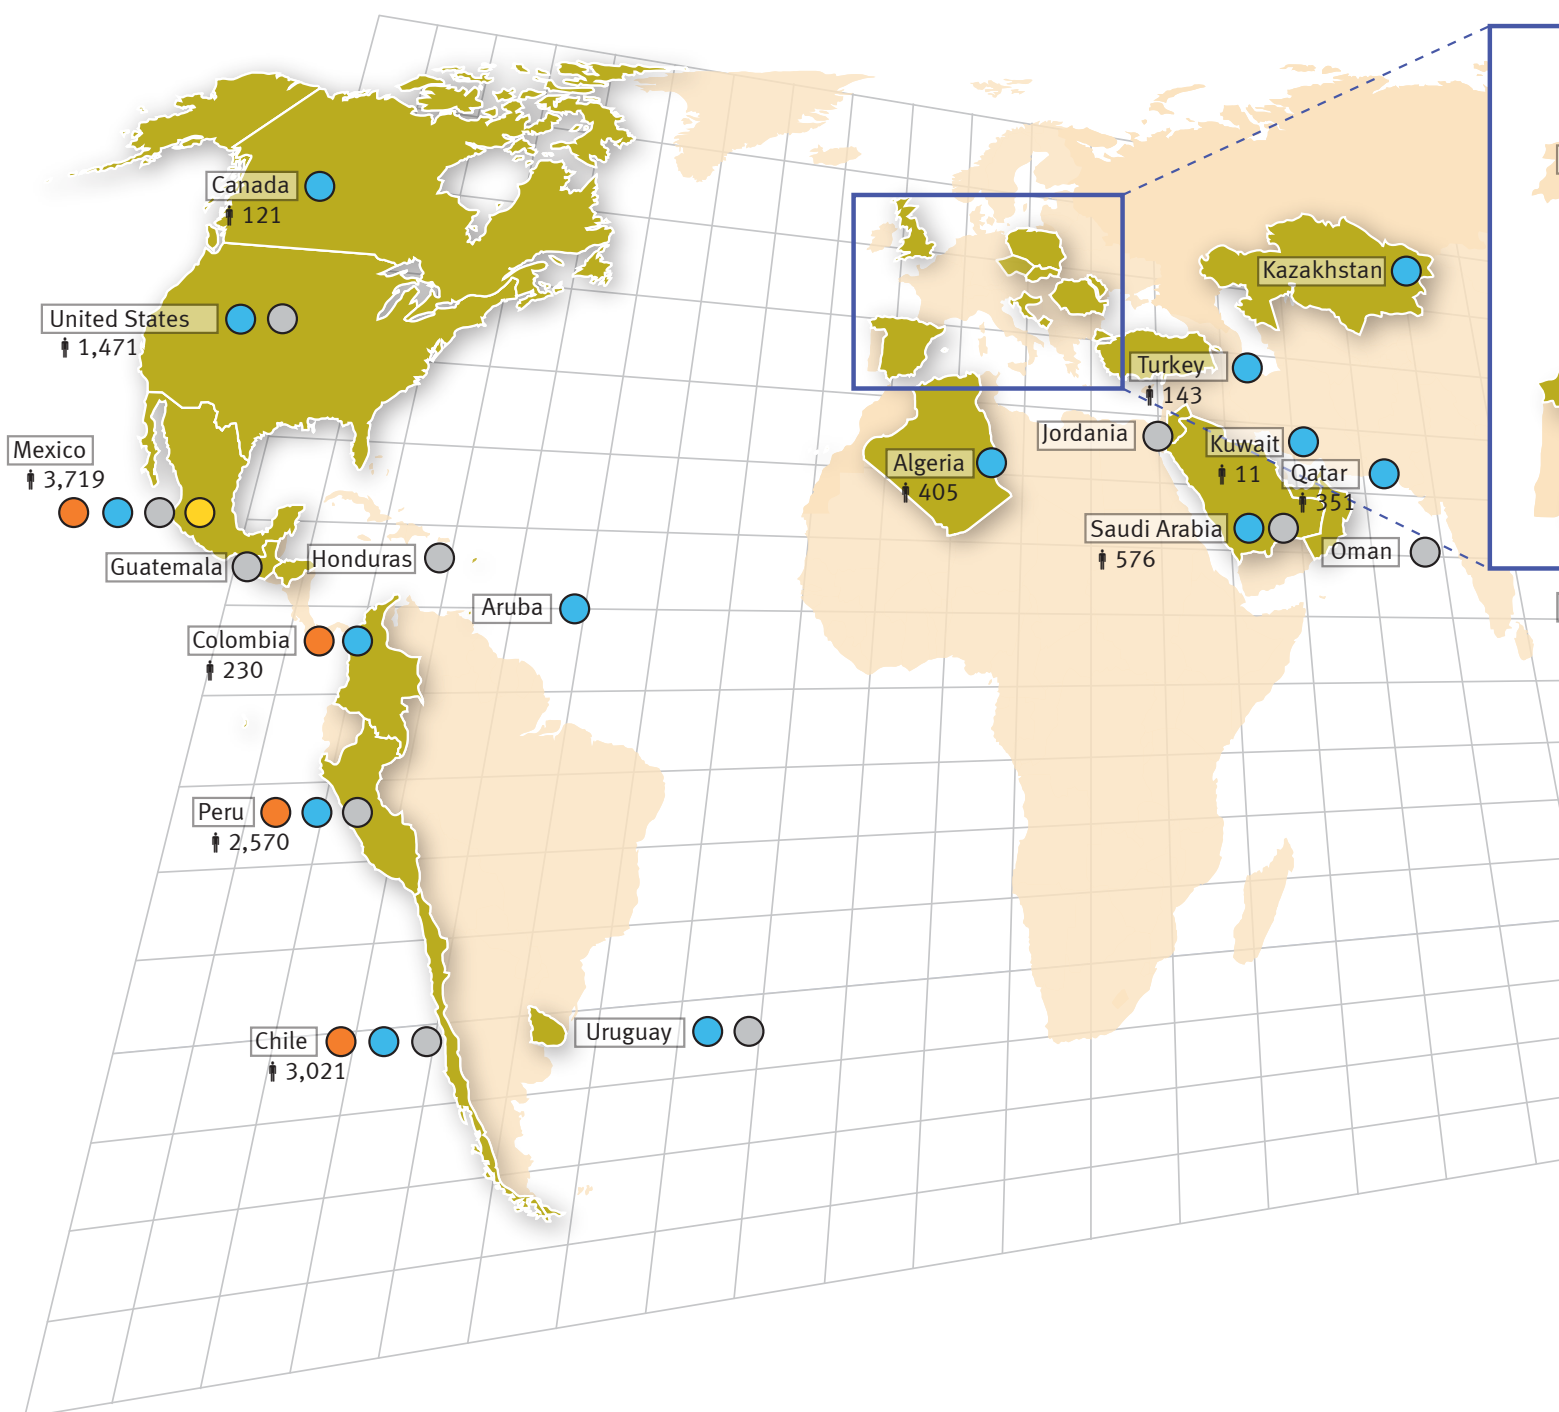 Canada
121
United States
1,471
Mexico
3,719
Guatemala
Honduras
Aruba
Colombia
230
Peru
2,570
Chile
3,021
Uruguay
Kazakhstan
Turkey
143
Jordania
Kuwait
11
Algeria
405
Qatar
351
Saudi Arabia
576
Oman